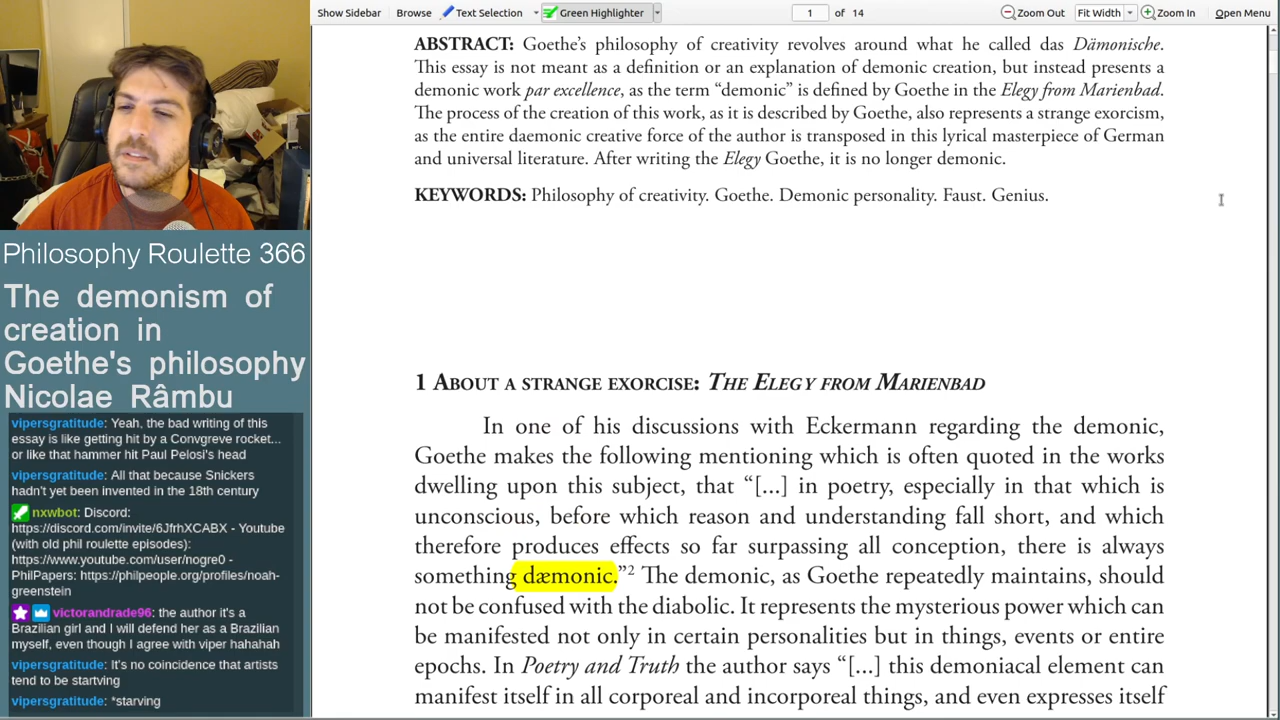 Show Sidebar Browse Text Selection Green Highlighter 1 of 14 Zoom Out Fit Width Zoom In Open Menu
ABSTRACT: Goethe's philosophy of creativity revolves around what he called das Dämonische.
This essay is not meant as a definition or an explanation of demonic creation, but instead presents a
demonic work par excellence, as the term “demonic” is defined by Goethe in the Elegy from Marienbad.
The process of the creation of this work, as it is described by Goethe, also represents a strange exorcism,
as the entire daemonic creative force of the author is transposed in this lyrical masterpiece of German
and universal literature. After writing the Elegy Goethe, it is no longer demonic.
KEYWORDS: Philosophy of creativity. Goethe. Demonic personality. Faust. Genius.
1 ABOUT A STRANGE EXORCISE: THE ELEGY FROM MARIENBAD
In one of his discussions with Eckermann regarding the demonic,
Goethe makes the following mentioning which is often quoted in the works
dwelling upon this subject, that “[...] in poetry, especially in that which is
unconscious, before which reason and understanding fall short, and which
therefore produces effects so far surpassing all conception, there is always
something dæmonic.”2 The demonic, as Goethe repeatedly maintains, should
not be confused with the diabolic. It represents the mysterious power which can
be manifested not only in certain personalities but in things, events or entire
epochs. In Poetry and Truth the author says “[...] this demoniacal element can
manifest itself in all corporeal and incorporeal things, and even expresses itself
Philosophy Roulette 366
The demonism of
creation in
Goethe's philosophy
Nicolae Râmbu
vipersgratitude: Yeah, the bad writing of this
essay is like getting hit by a Convgreve rocket...
or like that hammer hit Paul Pelosi's head
vipersgratitude: All that because Snickers
hadn't yet been invented in the 18th century
nxwbot: Discord:
https://discord.com/invite/6JfrhXCABX - Youtube
(with old phil roulette episodes):
https://www.youtube.com/user/nogre0 -
PhilPapers: https://philpeople.org/profiles/noah-
greenstein
victorandrade96: the author it's a
Brazilian girl and I will defend her as a Brazilian
myself, even though I agree with viper hahahah
vipersgratitude: It's no coincidence that artists
tend to be startving
vipersgratitude: *starving